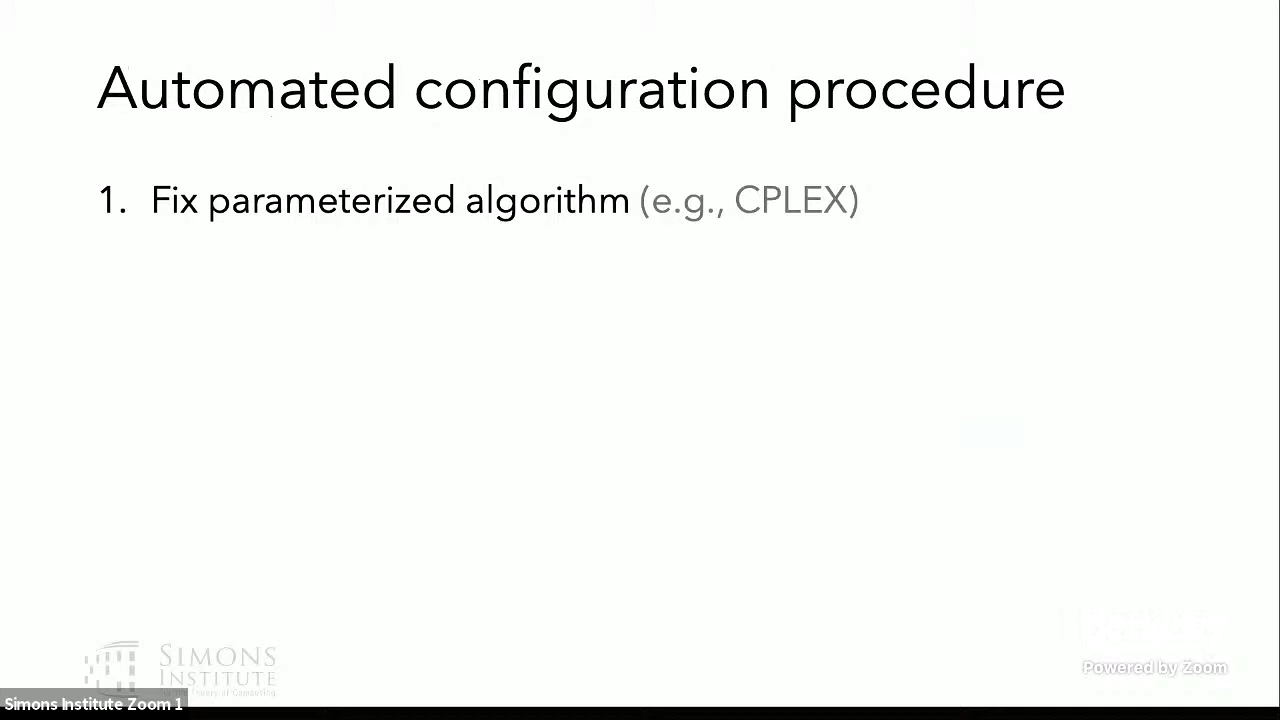 Automated configuration procedure
1. Fix parameterized algorithm (e.g., CPLEX)
SIMONS
INSTITUTE
Powered by Zoom
Simons Institute Zoom 1